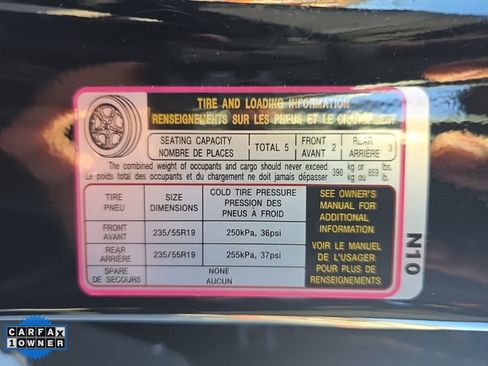 TIRE AND LOADING INFORMATION
RENSEIGNEMENTS SUR LES PNEUS ET LE CHARGEMENT
SEATING CAPACITY
NOMBRE DE PLACES
TOTAL 5
FRONT
AVANT
2
REAR
ARRIÈRE
3
The combined weight of occupants and cargo should never exceed
Le poids total des occupants et du chargement ne doit jamais dépasser
390
kg or
kg ou
859
lbs.
lb.
TIRE
PNEU
SIZE
DIMENSIONS
COLD TIRE PRESSURE
PRESSION DES
PNEUS À FROID
FRONT
AVANT
235/55R19
250kPa, 36psi
REAR
ARRIÈRE
235/55R19
255kPa, 37psi
SPARE
DE SECOURS
NONE
AUCUN
SEE OWNER'S
MANUAL FOR
ADDITIONAL
INFORMATION
VOIR LE MANUEL
DE L'USAGER
POUR PLUS DE
RENSEIGNEMENTS
N10
CARFAX
1 OWNER